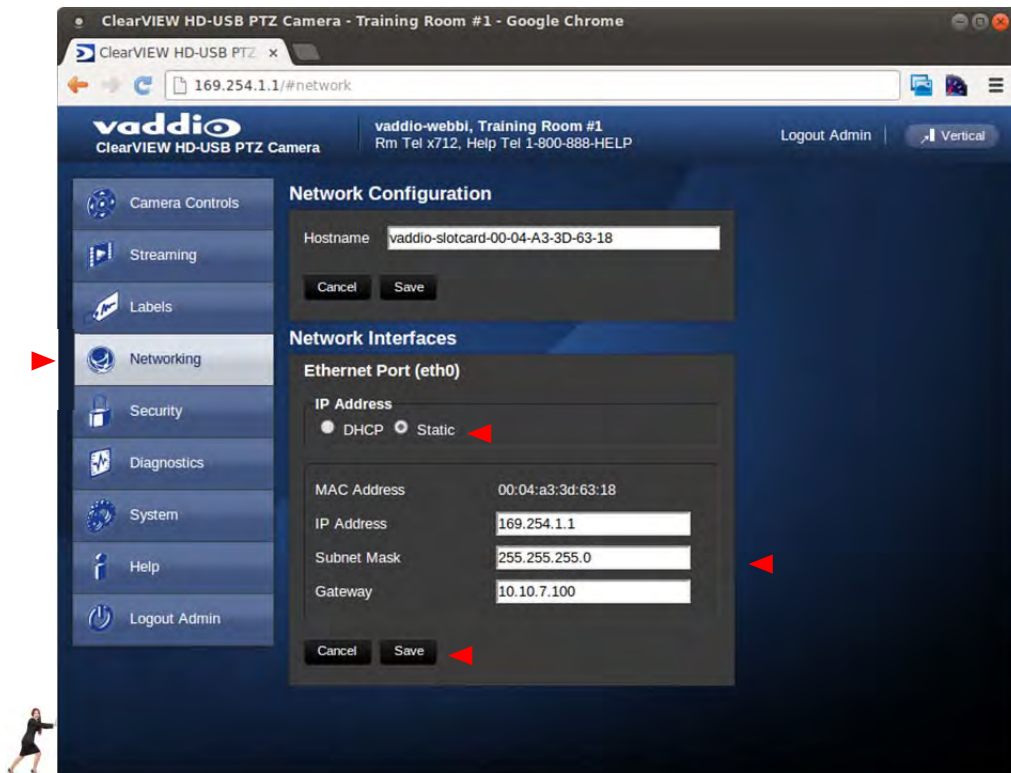 ClearVIEW HD-USB PTZ Camera - Training Room #1 - Google Chrome
ClearVIEW HD-USB PTZ ×
169.254.1.1/#network
vaddio
ClearVIEW HD-USB PTZ Camera
vaddio-webbi, Training Room #1
Rm Tel x712, Help Tel 1-800-888-HELP
Logout Admin
Vertical
Camera Controls
Streaming
Labels
Networking
Security
Diagnostics
System
Help
Logout Admin
Network Configuration
Hostname vaddio-slotcard-00-04-A3-3D-63-18
Cancel Save
Network Interfaces
Ethernet Port (eth0)
IP Address
DHCP Static
MAC Address 00:04:a3:3d:63:18
IP Address 169.254.1.1
Subnet Mask 255.255.255.0
Gateway 10.10.7.100
Cancel Save